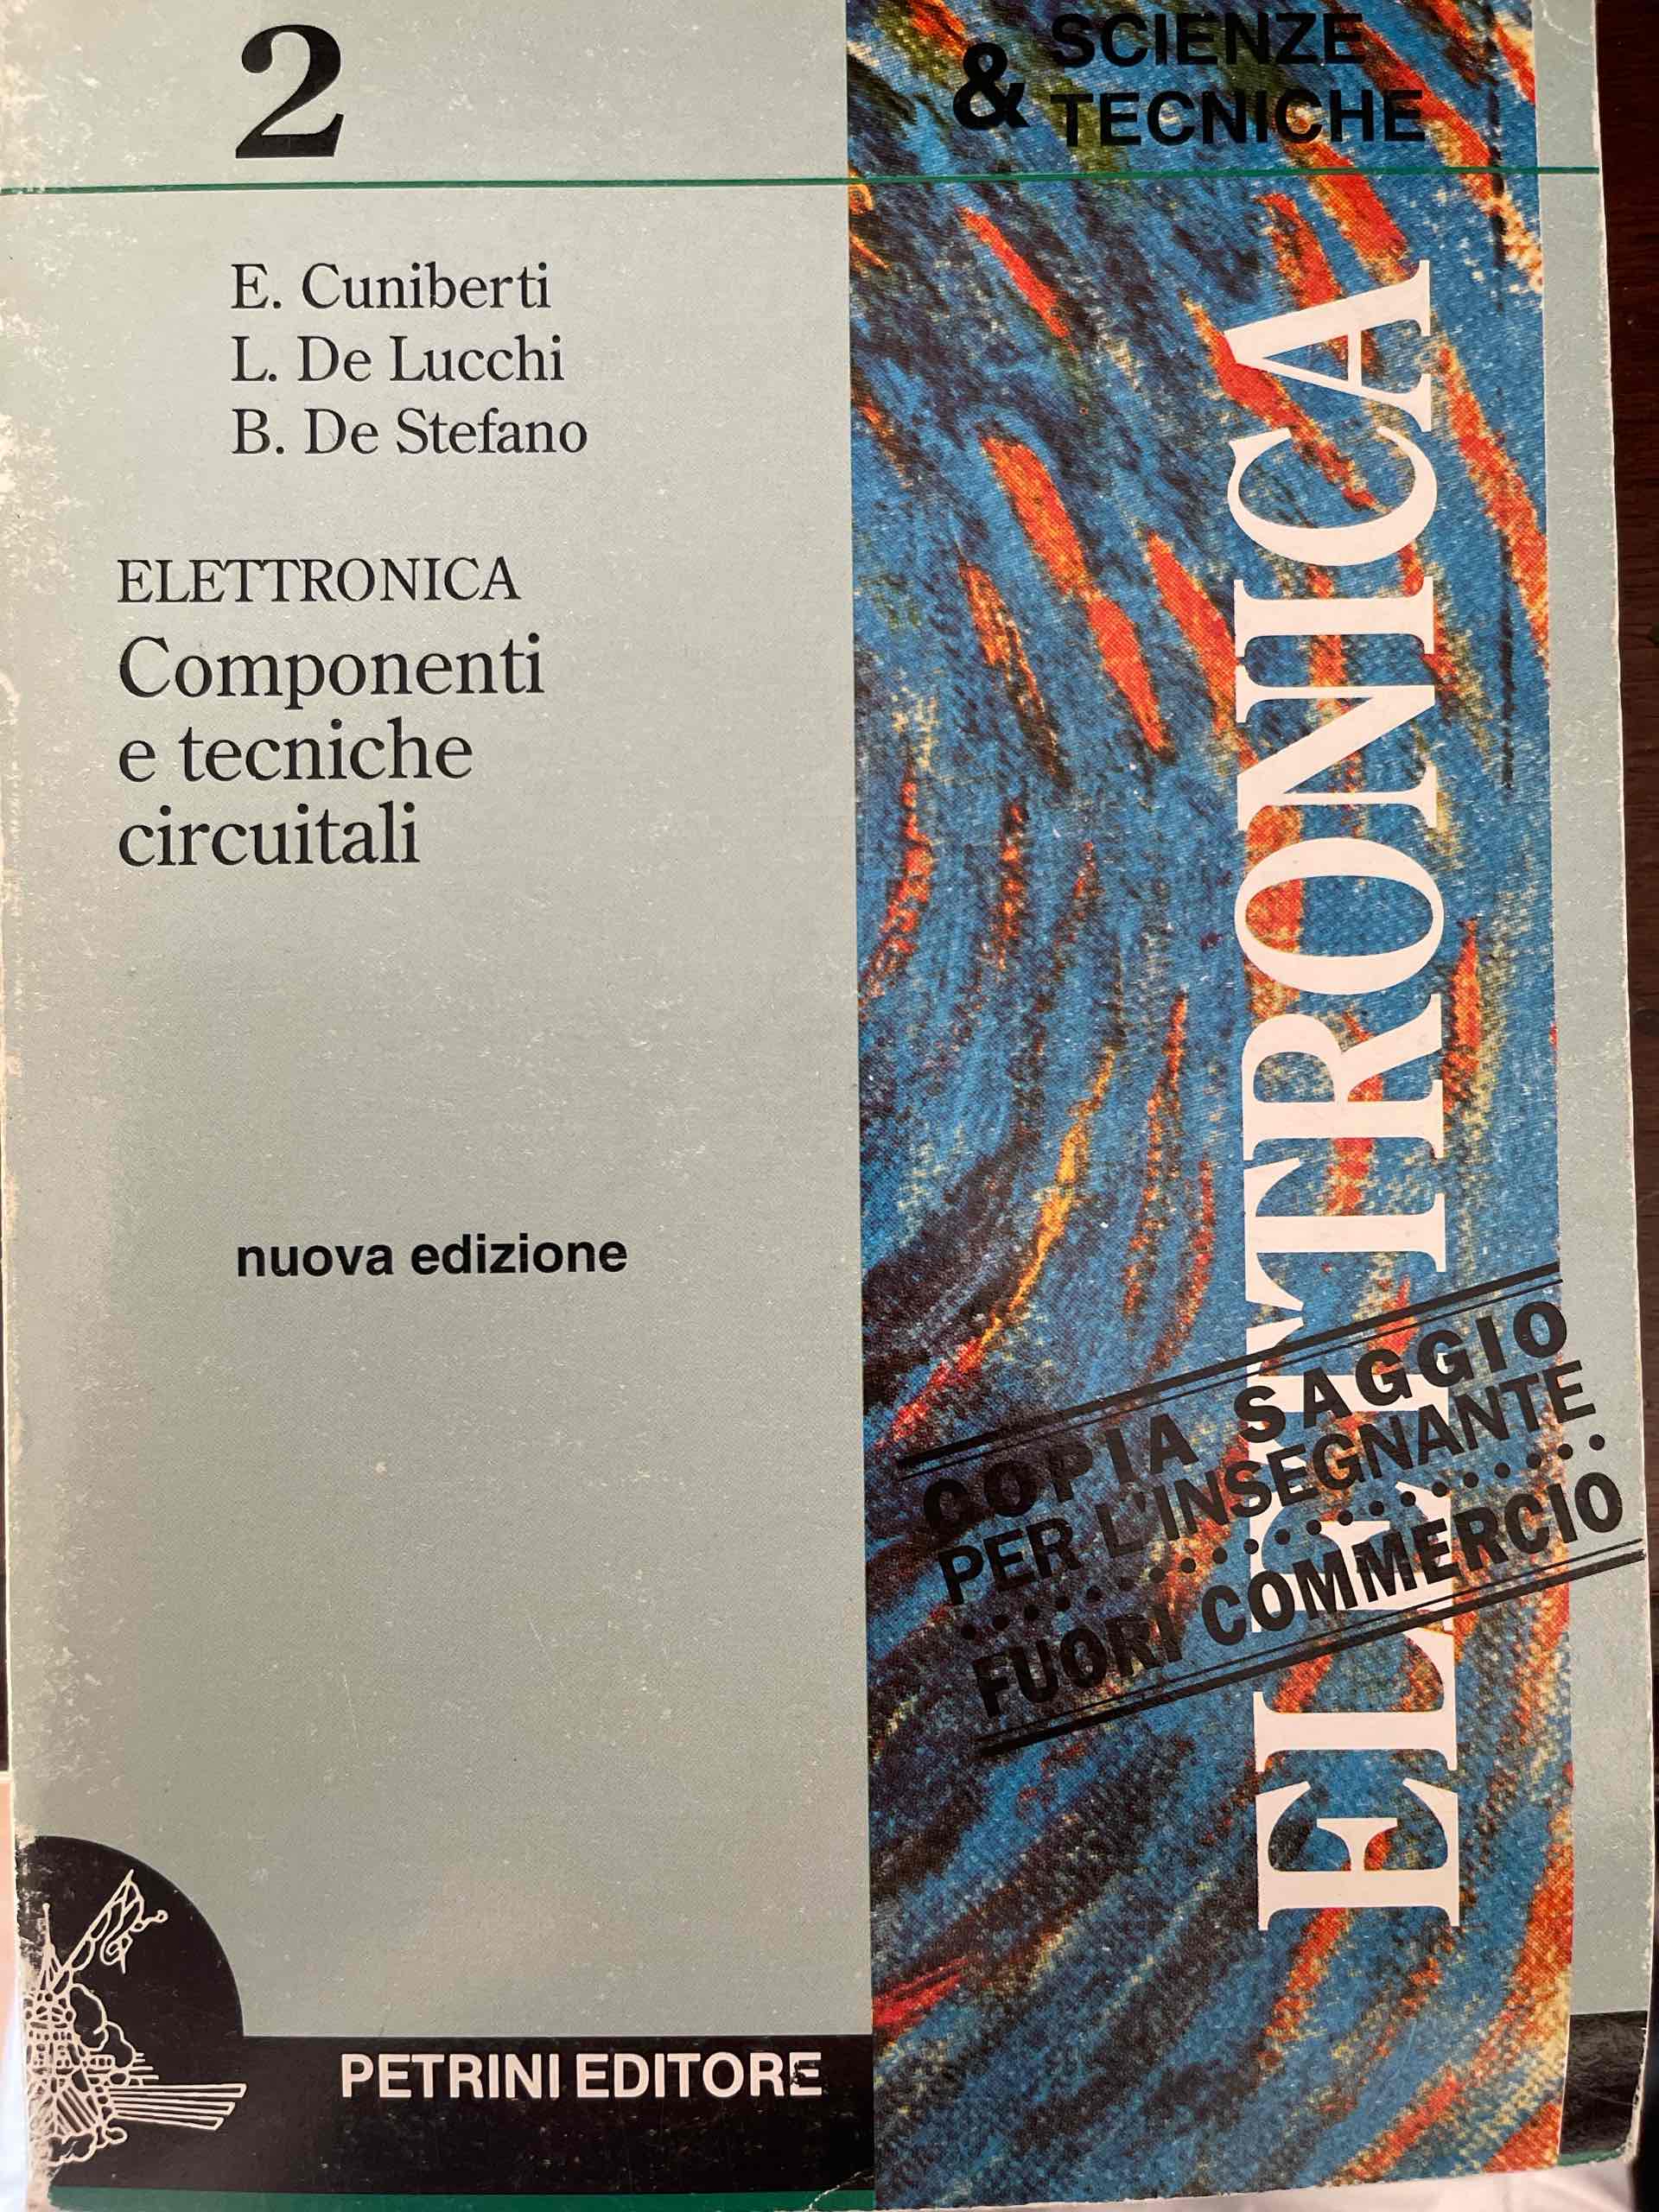 2
& SCIENZE
TECNICHE
E. Cuniberti
L. De Lucchi
B. De Stefano
ELETTRONICA
Componenti
e tecniche
circuitali
nuova edizione
ELETTRONICA
COPIA SAGGIO
PER L'INSEGNANTE
FUORI COMMERCIO
PETRINI EDITORE